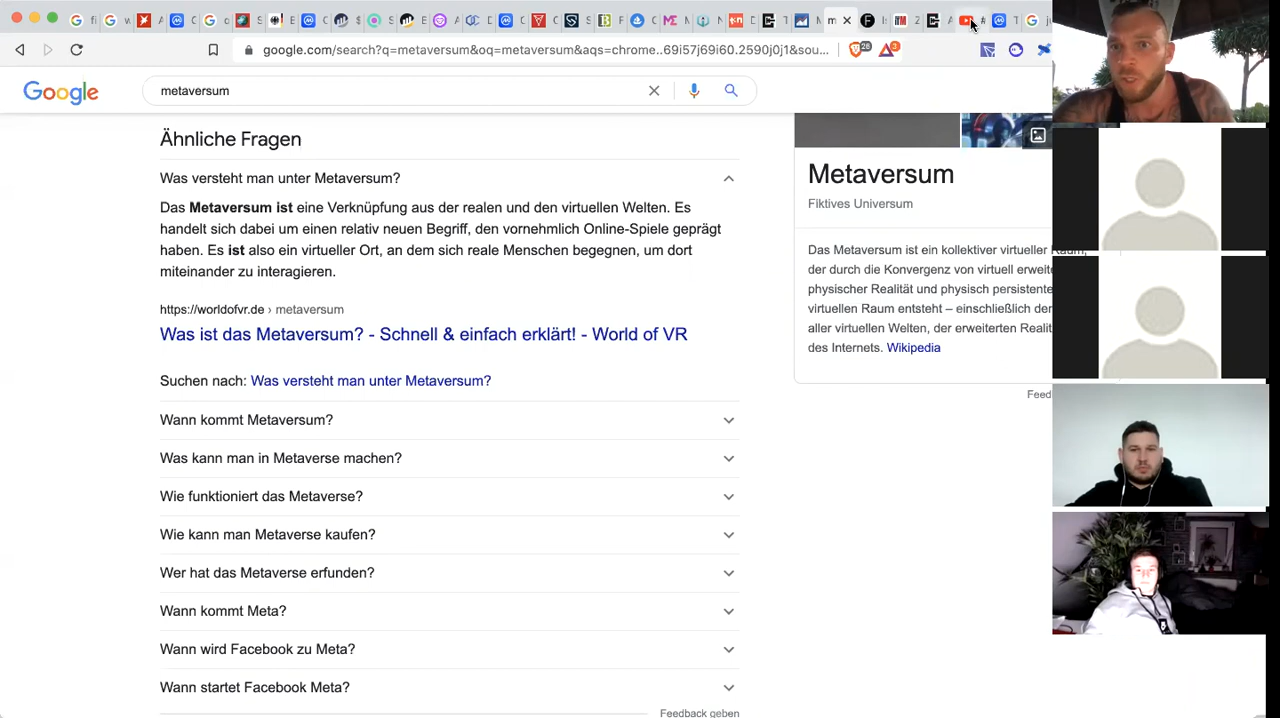 google.com/search?q=metaversum&oq=metaversum&aqs=chrome..69i57j69i60.2590j0j1&sou...
28
3
Google
metaversum
Ähnliche Fragen
Was versteht man unter Metaversum?
Das Metaversum ist eine Verknüpfung aus der realen und den virtuellen Welten. Es
handelt sich dabei um einen relativ neuen Begriff, den vornehmlich Online-Spiele geprägt
haben. Es ist also ein virtueller Ort, an dem sich reale Menschen begegnen, um dort
miteinander zu interagieren.
https://worldofvr.de › metaversum
Was ist das Metaversum? - Schnell & einfach erklärt! - World of VR
Suchen nach: Was versteht man unter Metaversum?
Wann kommt Metaversum?
Was kann man in Metaverse machen?
Wie funktioniert das Metaverse?
Wie kann man Metaverse kaufen?
Wer hat das Metaverse erfunden?
Wann kommt Meta?
Wann wird Facebook zu Meta?
Wann startet Facebook Meta?
Feedback geben
Metaversum
Fiktives Universum
Das Metaversum ist ein kollektiver virtueller Raum,
der durch die Konvergenz von virtuell erweite
physischer Realität und physisch persistente
virtuellen Raum entsteht – einschließlich der
aller virtuellen Welten, der erweiterten Realit
des Internets. Wikipedia
Feed